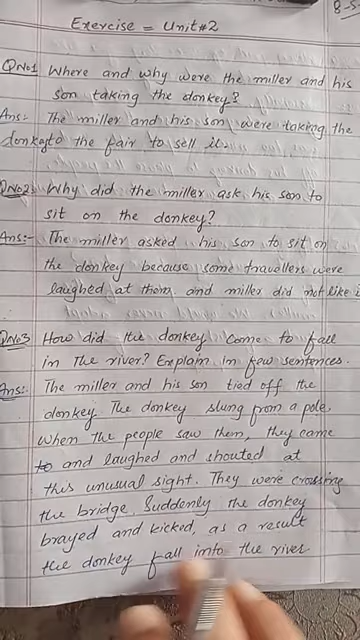 8-5-
Exercise = Unit#2
QNo1 Where and why were the miller and his
son taking the donkey?
Ans:- The miller and his son were taking the
donkey to the fair to sell it.
QNo2: Why did the miller ask his son to
sit on the donkey?
Ans:- The miller asked his son to sit on
the donkey because some travellers were
laughed at them and miller did not like i
QNo3 How did the donkey Come to fall
in The river? Explain in few sentences.
Ans:- The miller and his son tied off the
donkey. The donkey slung from a pole.
When the people saw them, they came
to and laughed and shouted at
this unusual sight. They were crossing
the bridge. Suddenly the donkey
brayed and kicked, as a result
the donkey fall into the river